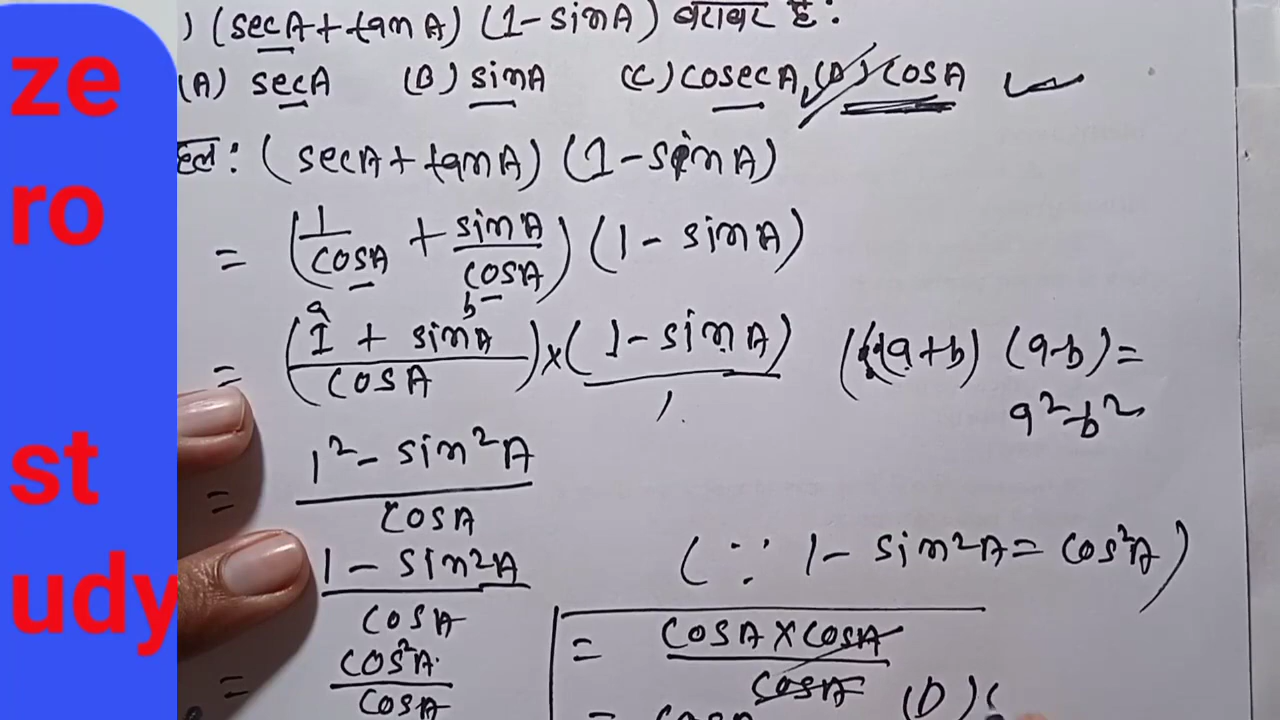 ze
ro
st
udy
) (secA + tanA) (1 - sinA) बराबर है :
(A) secA (B) sinA (C) cosecA, (D) cosA
हल : (secA + tanA) (1 - sinA)
= (1/cosA + sinA/cosA) (1 - sinA)
a b
= (1 + sinA/cosA) × (1 - sinA)/1 ((a+b) (a-b) =
a² - b²
= 1² - sin²A/cosA
1 - sin²A/cosA (∵ 1 - sin²A = cos²A)
= cos²A/cosA
= cosA × cosA/cosA
= cosA (D) (